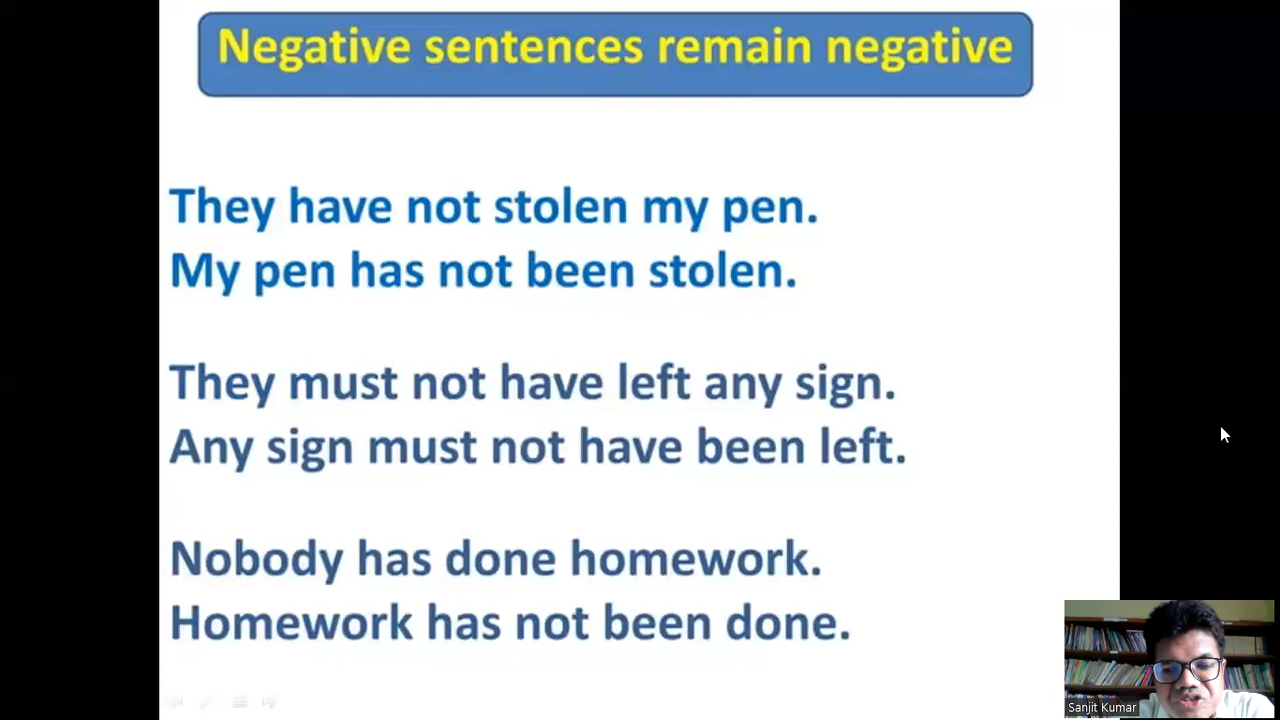 Negative sentences remain negative
They have not stolen my pen.
My pen has not been stolen.
They must not have left any sign.
Any sign must not have been left.
Nobody has done homework.
Homework has not been done.
Sanjit Kumar